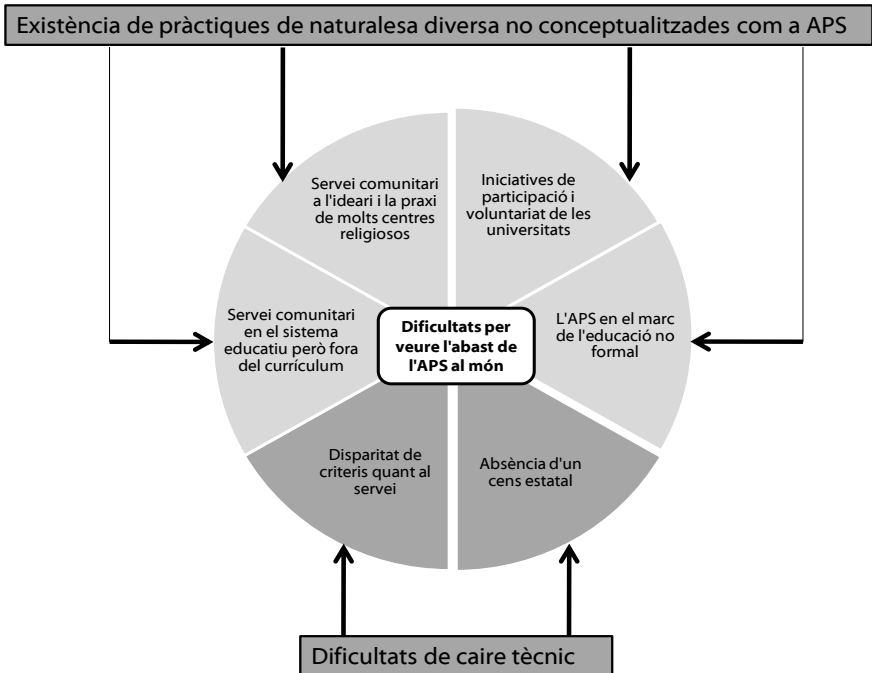 Existència de pràctiques de naturalesa diversa no conceptualitzades com a APS
Servei comunitari
a l'ideari i la praxi
de molts centres
religiosos
Iniciatives de
participació i
voluntariat de les
universitats
Servei comunitari
en el sistema
educatiu però fora
del currículum
Dificultats per
veure l'abast de
l'APS al món
L'APS en el marc
de l'educació no
formal
Disparitat de
criteris quant al
servei
Absència d'un
cens estatal
Dificultats de caire tècnic